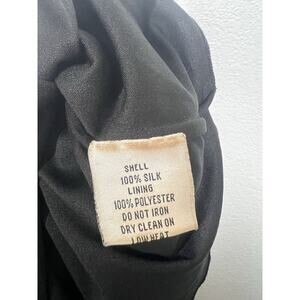 SHELL
100% SILK
LINING
100% POLYESTER
DO NOT IRON
DRY CLEAN ON
LOW HEAT